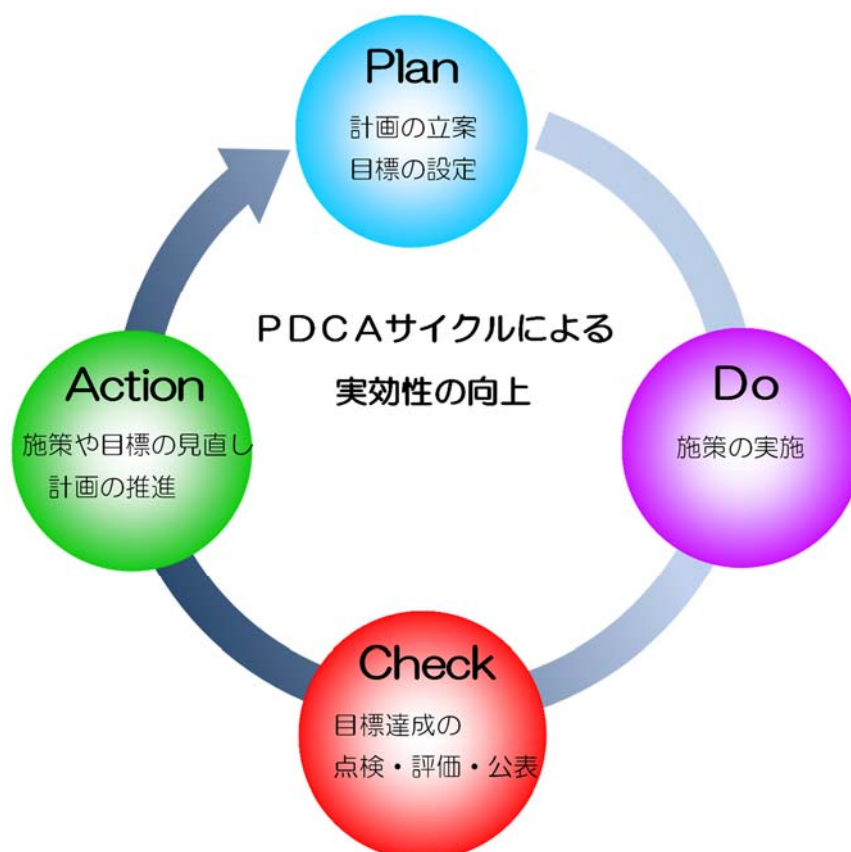 Plan
計画の立案
目標の設定
PDCAサイクルによる
実効性の向上
Do
施策の実施
Check
目標達成の
点検・評価・公表
Action
施策や目標の見直し
計画の推進